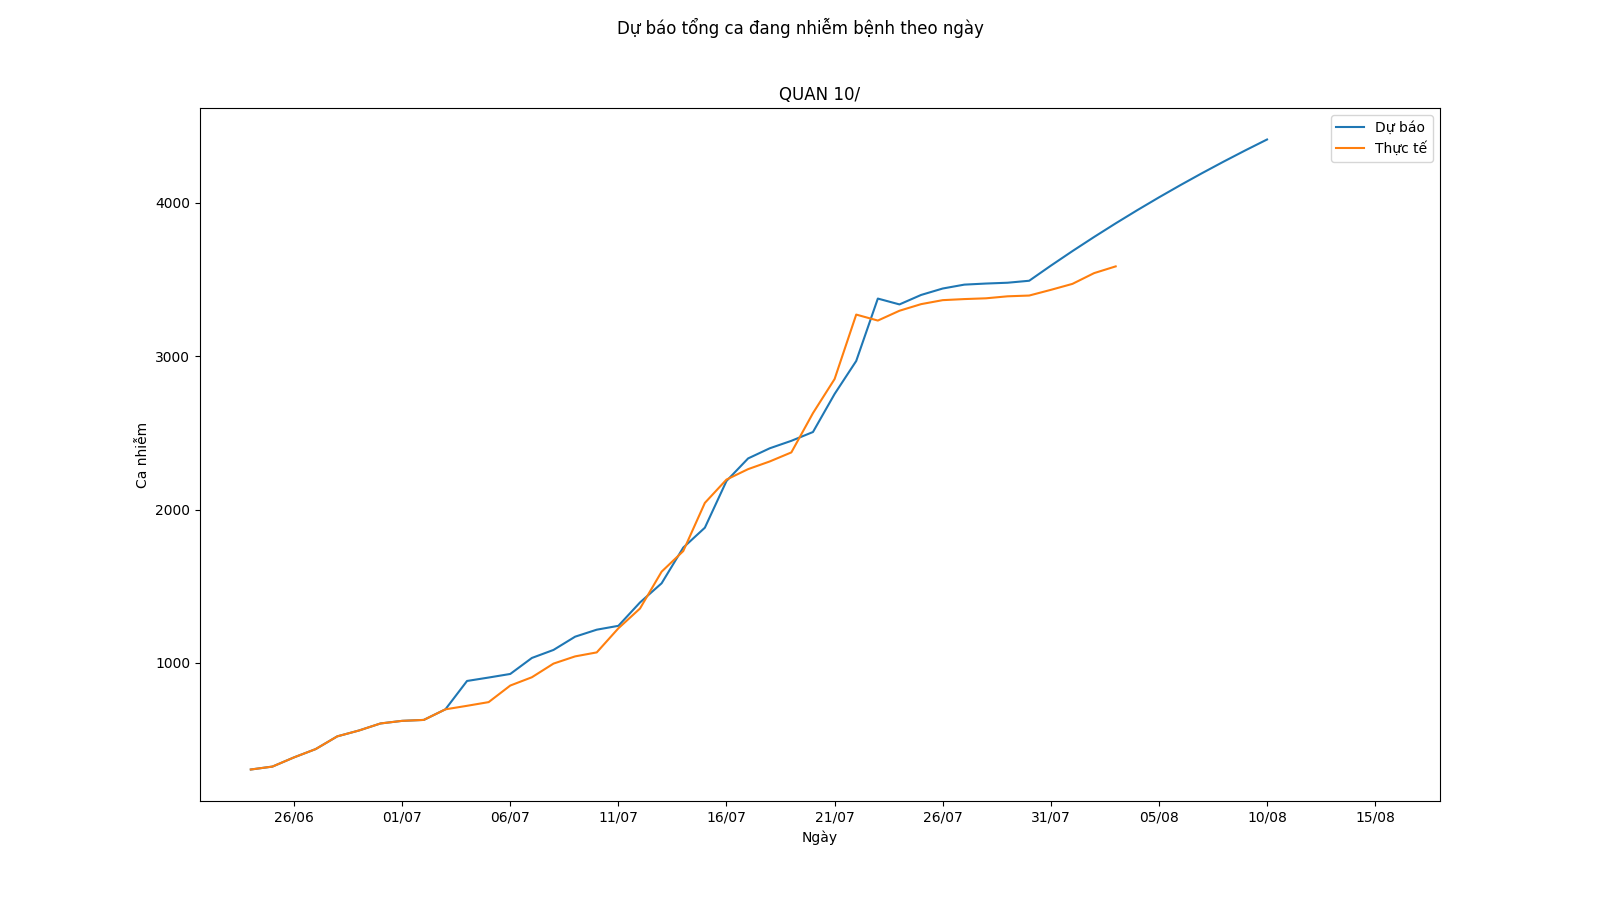 Dự báo tổng ca đang nhiễm bệnh theo ngày
QUAN 10/
Dự báo
Thực tế
4000
3000
2000
1000
Ca nhiễm
26/06 01/07 06/07 11/07 16/07 21/07 26/07 31/07 05/08 10/08 15/08
Ngày